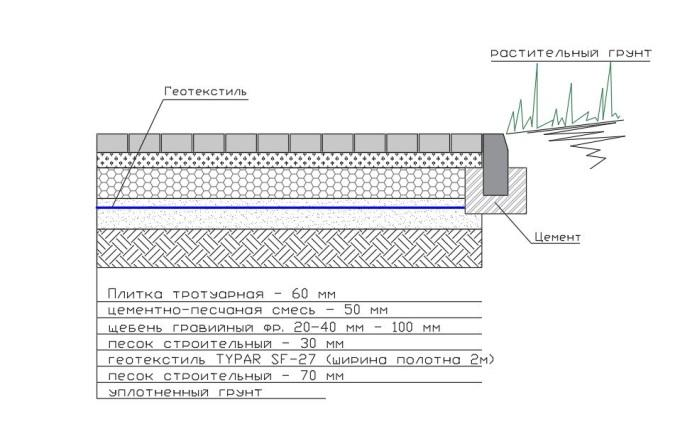 растительный грунт
Геотекстиль
Цемент
Плитка тротуарная - 60 мм
цементно-песчаная смесь - 50 мм
щебень гравийный фр. 20-40 мм - 100 мм
песок строительный - 30 мм
геотекстиль TYPAR SF-27 (ширина полотна 2м)
песок строительный - 70 мм
уплотненный грунт